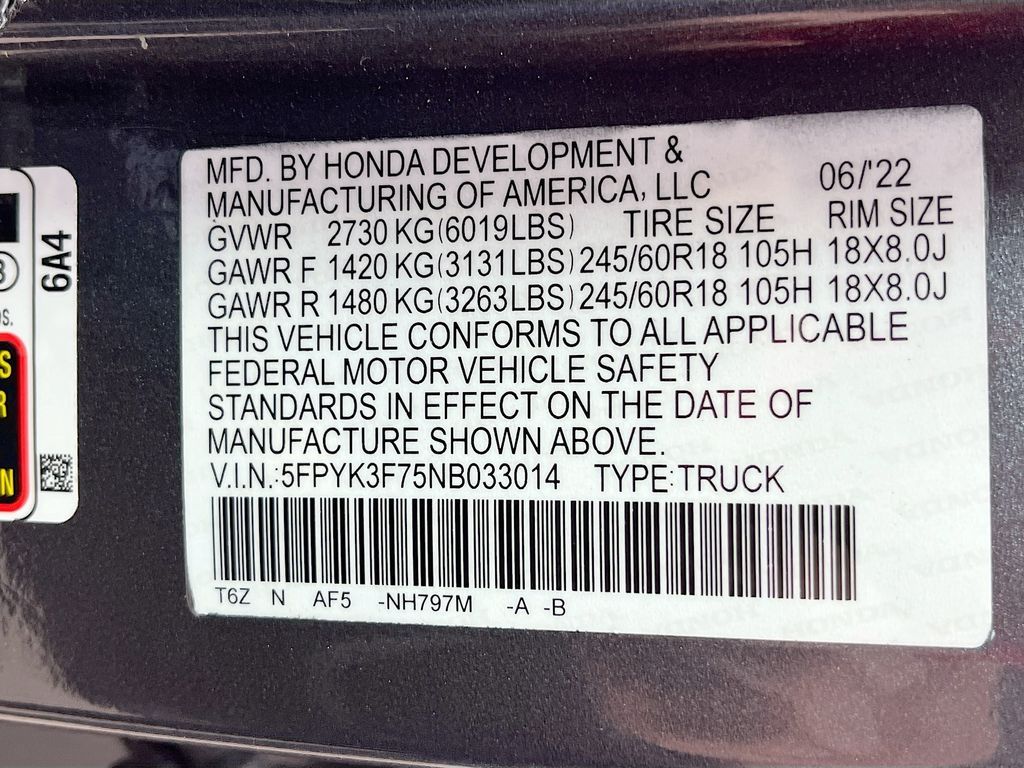 MFD. BY HONDA DEVELOPMENT &
MANUFACTURING OF AMERICA, LLC 06/'22
GVWR 2730 KG(6019LBS) TIRE SIZE RIM SIZE
GAWR F 1420 KG(3131LBS) 245/60R18 105H 18X8.0J
GAWR R 1480 KG(3263LBS) 245/60R18 105H 18X8.0J
THIS VEHICLE CONFORMS TO ALL APPLICABLE
FEDERAL MOTOR VEHICLE SAFETY
STANDARDS IN EFFECT ON THE DATE OF
MANUFACTURE SHOWN ABOVE.
V.I.N.:5FPYK3F75NB033014 TYPE:TRUCK
T6Z N AF5 -NH797M -A -B
6A4